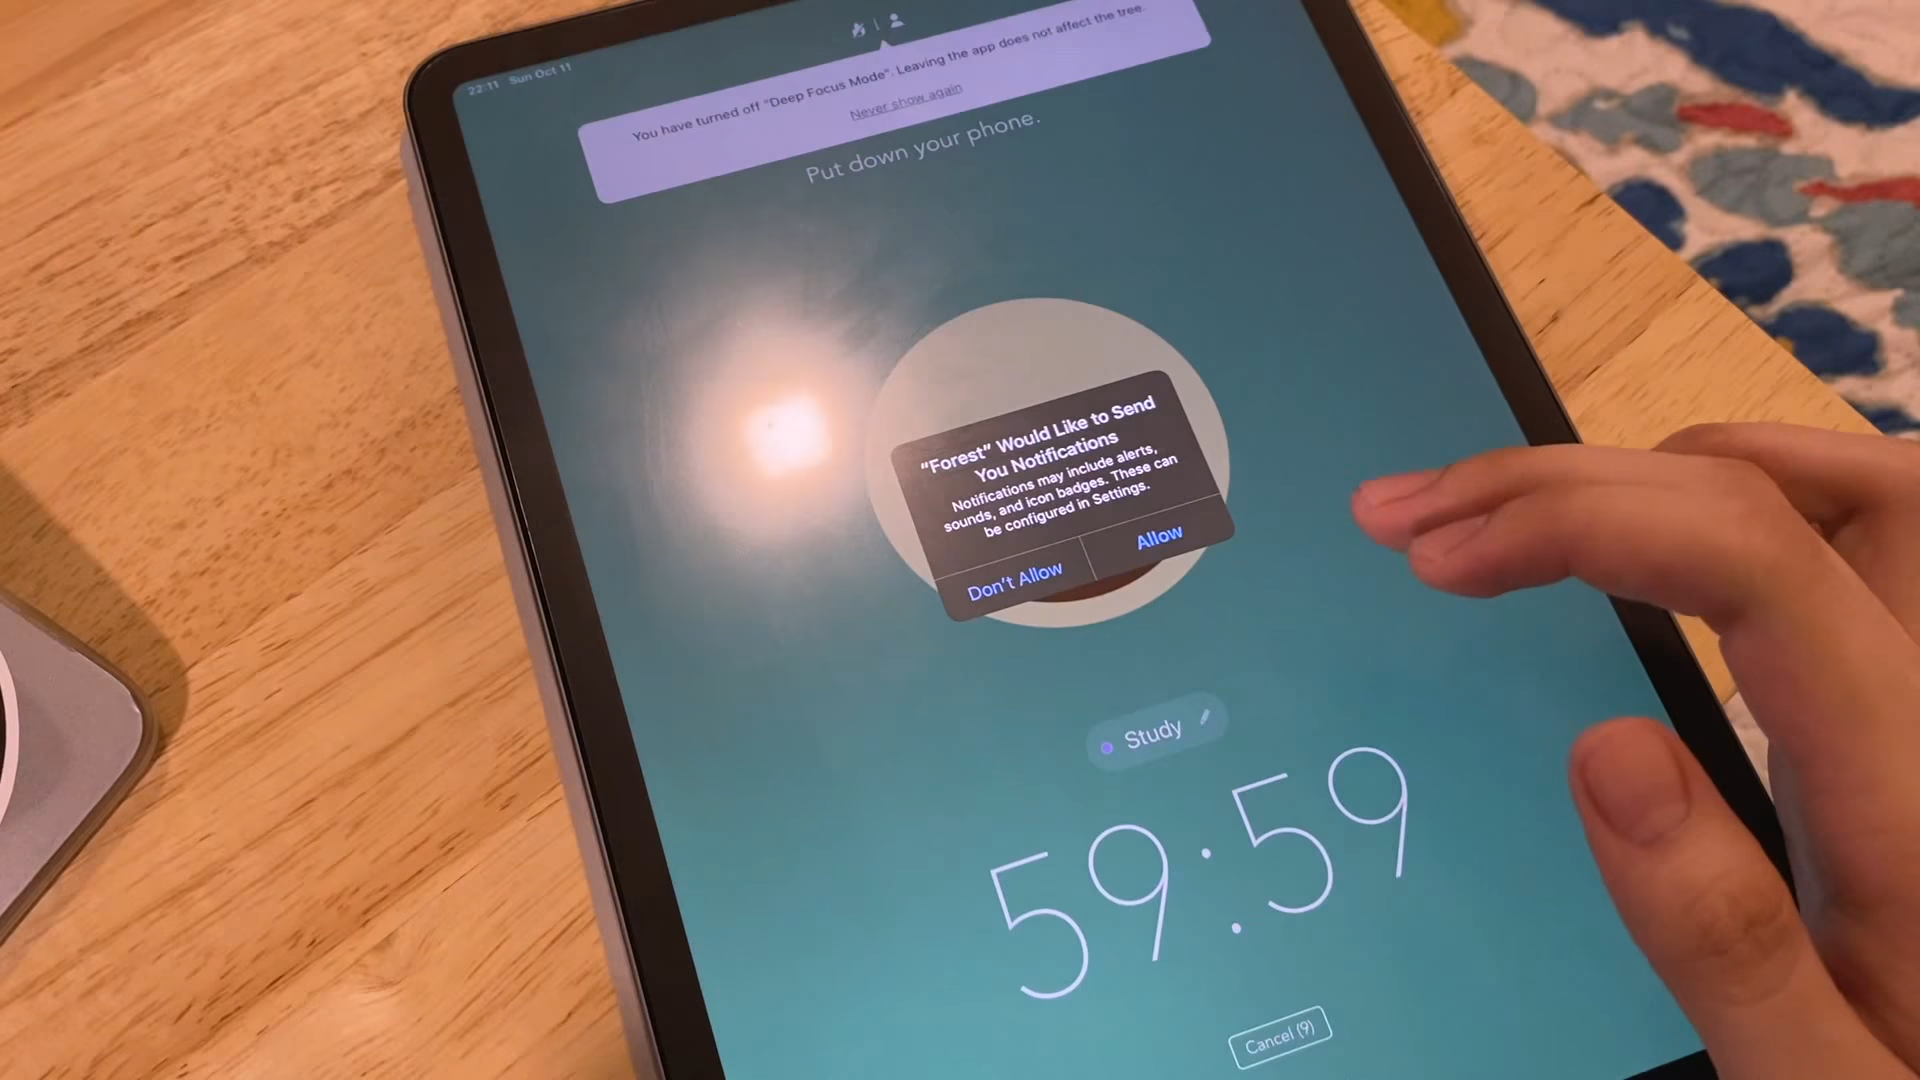 22:11 Sun Oct 11
You have turned off "Deep Focus Mode". Leaving the app does not affect the tree.
Never show again
Put down your phone.
"Forest" Would Like to Send
You Notifications
Notifications may include alerts,
sounds, and icon badges. These can
be configured in Settings.
Don't Allow
Allow
Study
59:59
Cancel (9)